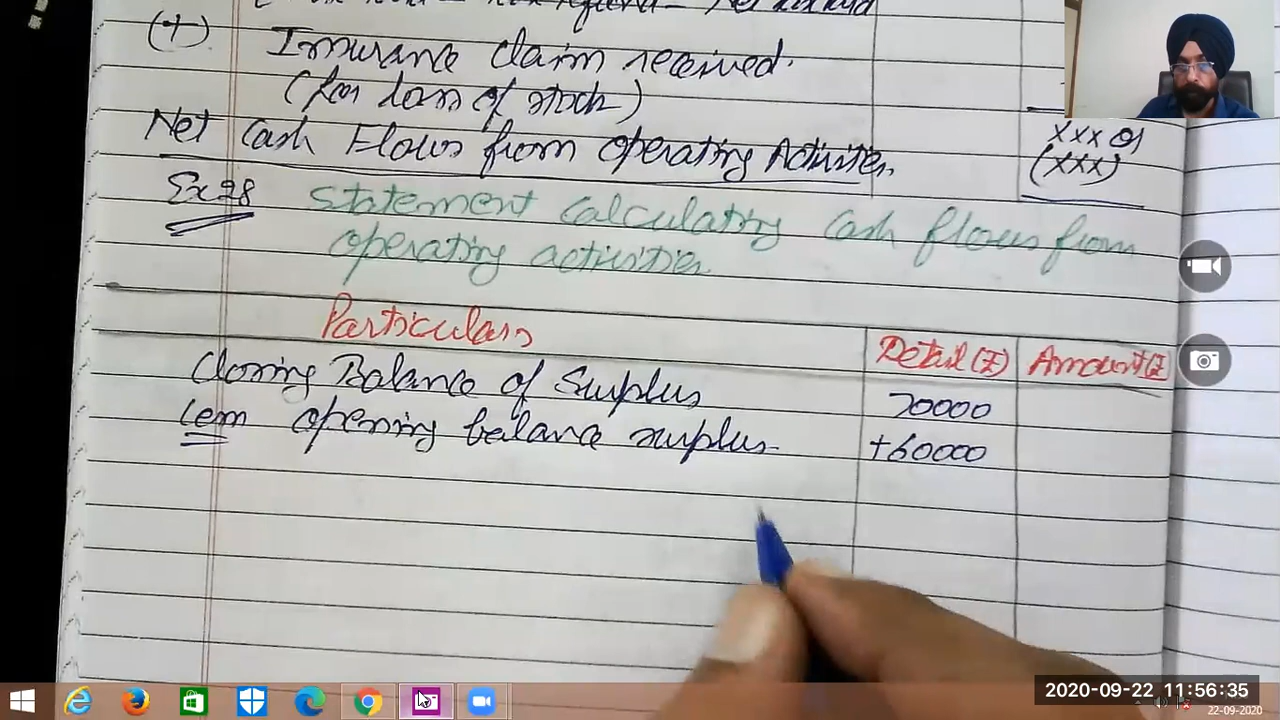 (+) Insurance claim received.
(for loss of stock)
Net Cash Flows from operating Activities
xxx or
(xxx)
Ex 28 Statement calculating cash flows from
operating activities
Particulars Detail (₹) Amount (₹
Closing Balance of Surplus 70000
Less opening balance surplus +60000
2020-09-22 11:56:35
22-09-2020